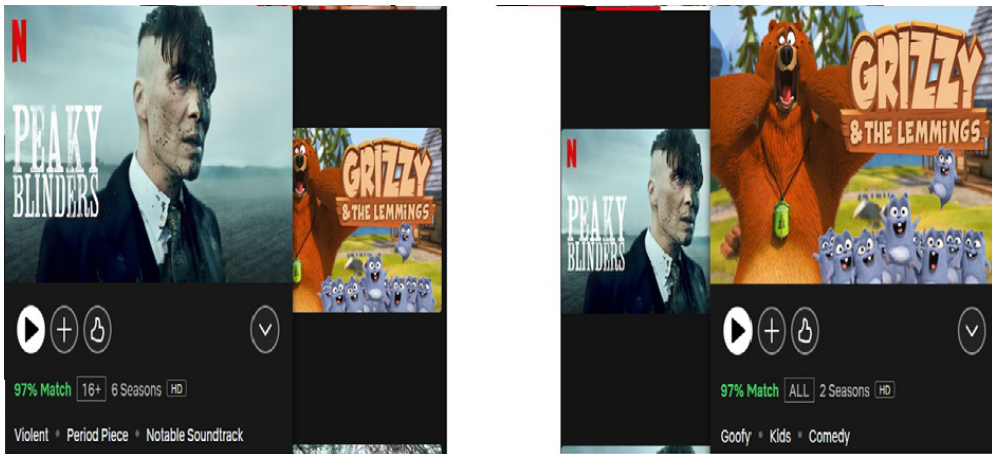 N
PEAKY
BLINDERS
GRIZZY
& THE LEMMINGS
97% Match 16+ 6 Seasons HD
Violent • Period Piece • Notable Soundtrack
N
PEAKY
BLINDERS
GRIZZY
& THE LEMMINGS
97% Match ALL 2 Seasons HD
Goofy • Kids • Comedy